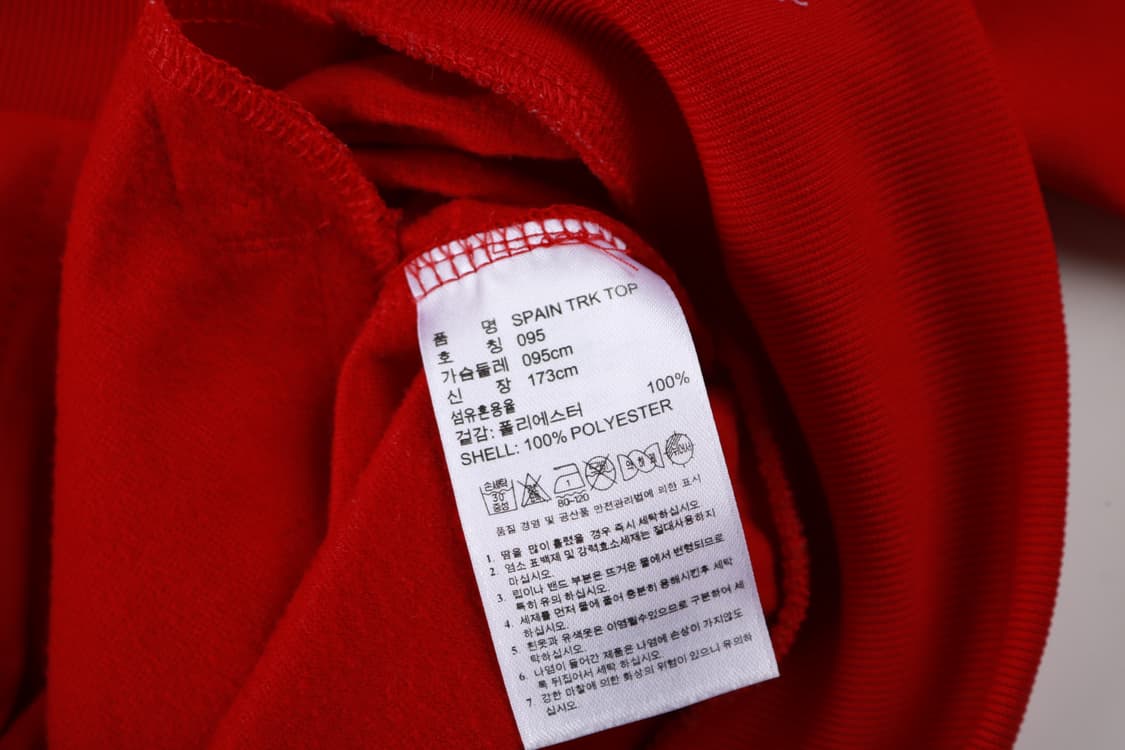 품 명 SPAIN TRK TOP
호 칭 095
가슴둘레 095cm
신 장 173cm
섬유혼용율
겉감: 폴리에스터 100%
SHELL: 100% POLYESTER
손세탁
30°
중성
80~120
품질 경영 및 공산품 안전관리법에 의한 표시
1. 땀을 많이 흘렸을 경우 즉시 세탁하십시오.
2. 염소 표백제 및 강력효소세제는 절대사용하지
마십시오.
3. 립이나 밴드 부분은 뜨거운 물에서 변형되므로
특히 유의 하십시오.
4. 세제를 먼저 물에 풀어 충분히 용해시킨후 세탁
하십시오.
5. 흰옷과 유색옷은 이염될수있으므로 구분하여 세
탁하십시오.
6. 나염이 들어간 제품은 나염에 손상이 가지않도
록 뒤집어서 세탁 하십시오.
7. 강한 마찰에 의한 화상의 위험이 있으니 유의하
십시오.